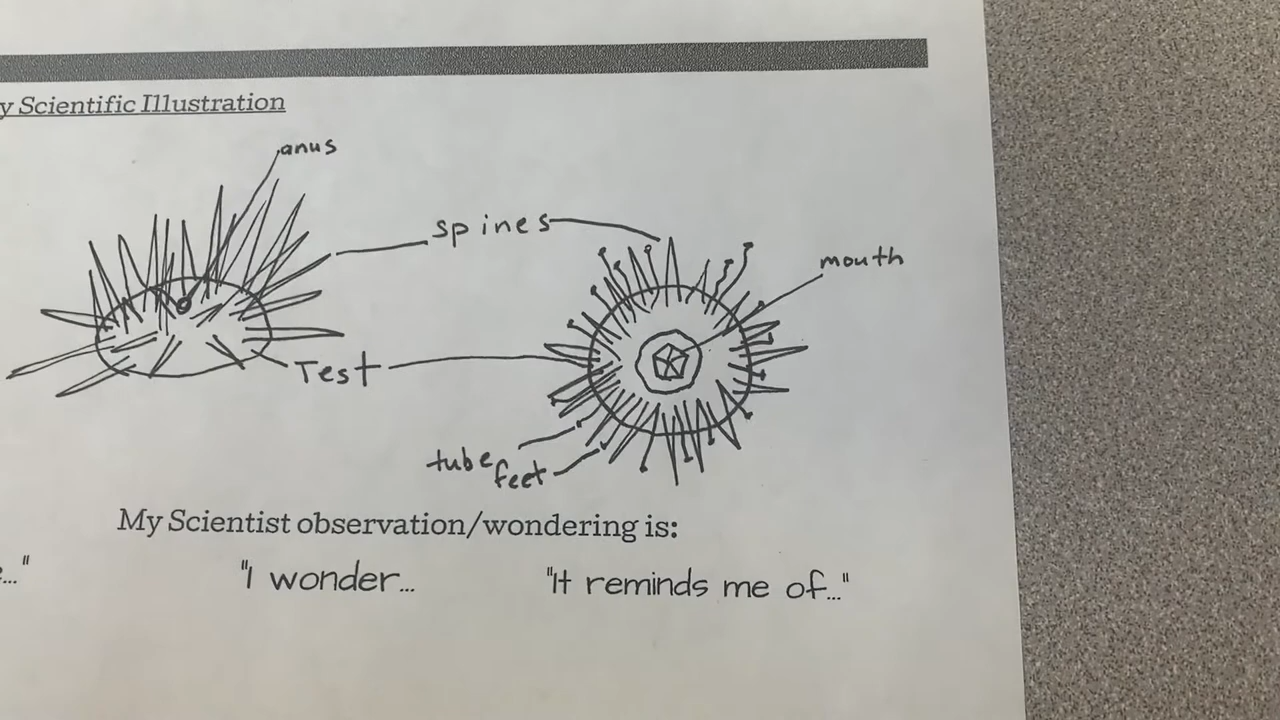 y Scientific Illustration
anus
spines
mouth
Test
tube
feet
My Scientist observation/wondering is:
..." "I wonder... "It reminds me of..."